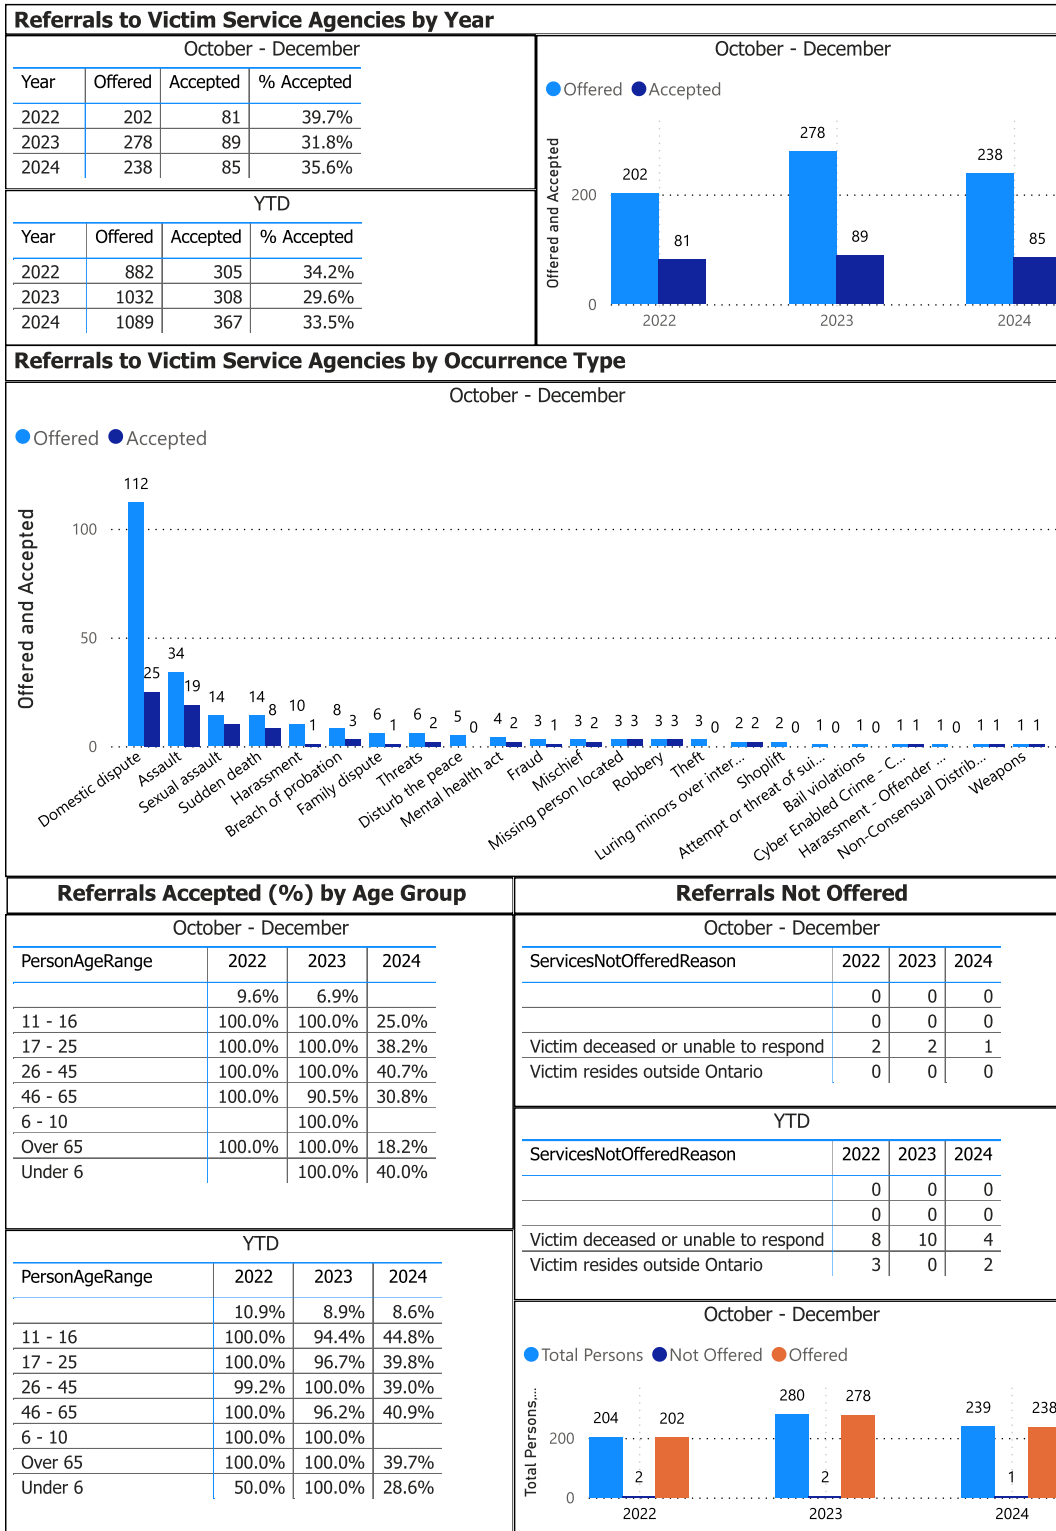 Referrals to Victim Service Agencies by Year
October - December
Year Offered Accepted % Accepted
2022 202 81 39.7%
2023 278 89 31.8%
2024 238 85 35.6%
YTD
Year Offered Accepted % Accepted
2022 882 305 34.2%
2023 1032 308 29.6%
2024 1089 367 33.5%
October - December
Offered Accepted
Offered and Accepted
200
0
202 81
278 89
238 85
2022 2023 2024
Referrals to Victim Service Agencies by Occurrence Type
October - December
Offered Accepted
Offered and Accepted
100
50
0
112 25 34 19 14 14 8 10 1 8 3 6 1 6 2 5 0 4 2 3 1 3 2 3 3 3 3 3 0 2 2 2 0 1 0 1 0 1 1 1 0 1 1 1 1
Domestic dispute
Assault
Sexual assault
Sudden death
Harassment
Breach of probation
Family dispute
Threats
Disturb the peace
Mental health act
Fraud
Mischief
Missing person located
Robbery
Theft
Luring minors over inter...
Shoplift
Attempt or threat of sui...
Bail violations
Cyber Enabled Crime - C...
Harassment - Offender ...
Non-Consensual Distrib...
Weapons
Referrals Accepted (%) by Age Group
October - December
PersonAgeRange 2022 2023 2024
9.6% 6.9%
11 - 16 100.0% 100.0% 25.0%
17 - 25 100.0% 100.0% 38.2%
26 - 45 100.0% 100.0% 40.7%
46 - 65 100.0% 90.5% 30.8%
6 - 10 100.0%
Over 65 100.0% 100.0% 18.2%
Under 6 100.0% 40.0%
YTD
PersonAgeRange 2022 2023 2024
10.9% 8.9% 8.6%
11 - 16 100.0% 94.4% 44.8%
17 - 25 100.0% 96.7% 39.8%
26 - 45 99.2% 100.0% 39.0%
46 - 65 100.0% 96.2% 40.9%
6 - 10 100.0% 100.0%
Over 65 100.0% 100.0% 39.7%
Under 6 50.0% 100.0% 28.6%
Referrals Not Offered
October - December
ServicesNotOfferedReason 2022 2023 2024
0 0 0
0 0 0
Victim deceased or unable to respond 2 2 1
Victim resides outside Ontario 0 0 0
YTD
ServicesNotOfferedReason 2022 2023 2024
0 0 0
0 0 0
Victim deceased or unable to respond 8 10 4
Victim resides outside Ontario 3 0 2
October - December
Total Persons Not Offered Offered
Total Persons,...
200
0
204 2 202
280 2 278
239 1 238
2022 2023 2024